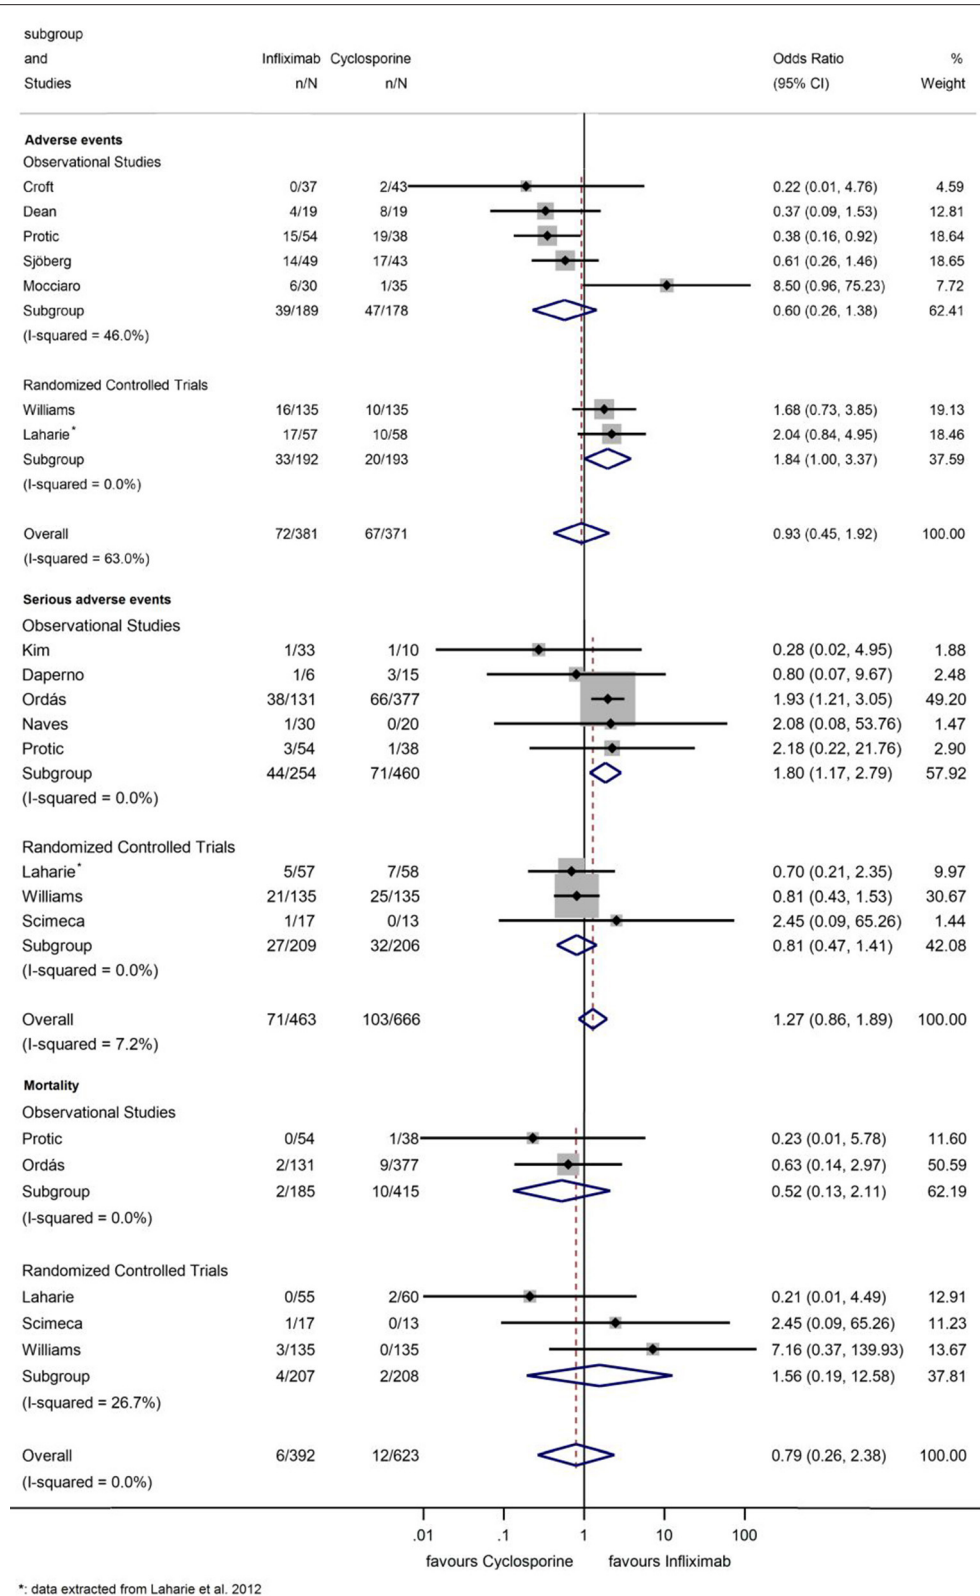 subgroup
and Infliximab Cyclosporine Odds Ratio %
Studies n/N n/N (95% CI) Weight
Adverse events
Observational Studies
Croft 0/37 2/43 0.22 (0.01, 4.76) 4.59
Dean 4/19 8/19 0.37 (0.09, 1.53) 12.81
Protic 15/54 19/38 0.38 (0.16, 0.92) 18.64
Sjöberg 14/49 17/43 0.61 (0.26, 1.46) 18.65
Mocciaro 6/30 1/35 8.50 (0.96, 75.23) 7.72
Subgroup 39/189 47/178 0.60 (0.26, 1.38) 62.41
(I-squared = 46.0%)
Randomized Controlled Trials
Williams 16/135 10/135 1.68 (0.73, 3.85) 19.13
Laharie* 17/57 10/58 2.04 (0.84, 4.95) 18.46
Subgroup 33/192 20/193 1.84 (1.00, 3.37) 37.59
(I-squared = 0.0%)
Overall 72/381 67/371 0.93 (0.45, 1.92) 100.00
(I-squared = 63.0%)
Serious adverse events
Observational Studies
Kim 1/33 1/10 0.28 (0.02, 4.95) 1.88
Daperno 1/6 3/15 0.80 (0.07, 9.67) 2.48
Ordás 38/131 66/377 1.93 (1.21, 3.05) 49.20
Naves 1/30 0/20 2.08 (0.08, 53.76) 1.47
Protic 3/54 1/38 2.18 (0.22, 21.76) 2.90
Subgroup 44/254 71/460 1.80 (1.17, 2.79) 57.92
(I-squared = 0.0%)
Randomized Controlled Trials
Laharie* 5/57 7/58 0.70 (0.21, 2.35) 9.97
Williams 21/135 25/135 0.81 (0.43, 1.53) 30.67
Scimeca 1/17 0/13 2.45 (0.09, 65.26) 1.44
Subgroup 27/209 32/206 0.81 (0.47, 1.41) 42.08
(I-squared = 0.0%)
Overall 71/463 103/666 1.27 (0.86, 1.89) 100.00
(I-squared = 7.2%)
Mortality
Observational Studies
Protic 0/54 1/38 0.23 (0.01, 5.78) 11.60
Ordás 2/131 9/377 0.63 (0.14, 2.97) 50.59
Subgroup 2/185 10/415 0.52 (0.13, 2.11) 62.19
(I-squared = 0.0%)
Randomized Controlled Trials
Laharie 0/55 2/60 0.21 (0.01, 4.49) 12.91
Scimeca 1/17 0/13 2.45 (0.09, 65.26) 11.23
Williams 3/135 0/135 7.16 (0.37, 139.93) 13.67
Subgroup 4/207 2/208 1.56 (0.19, 12.58) 37.81
(I-squared = 26.7%)
Overall 6/392 12/623 0.79 (0.26, 2.38) 100.00
(I-squared = 0.0%)
.01 .1 1 10 100
favours Cyclosporine favours Infliximab
*: data extracted from Laharie et al. 2012